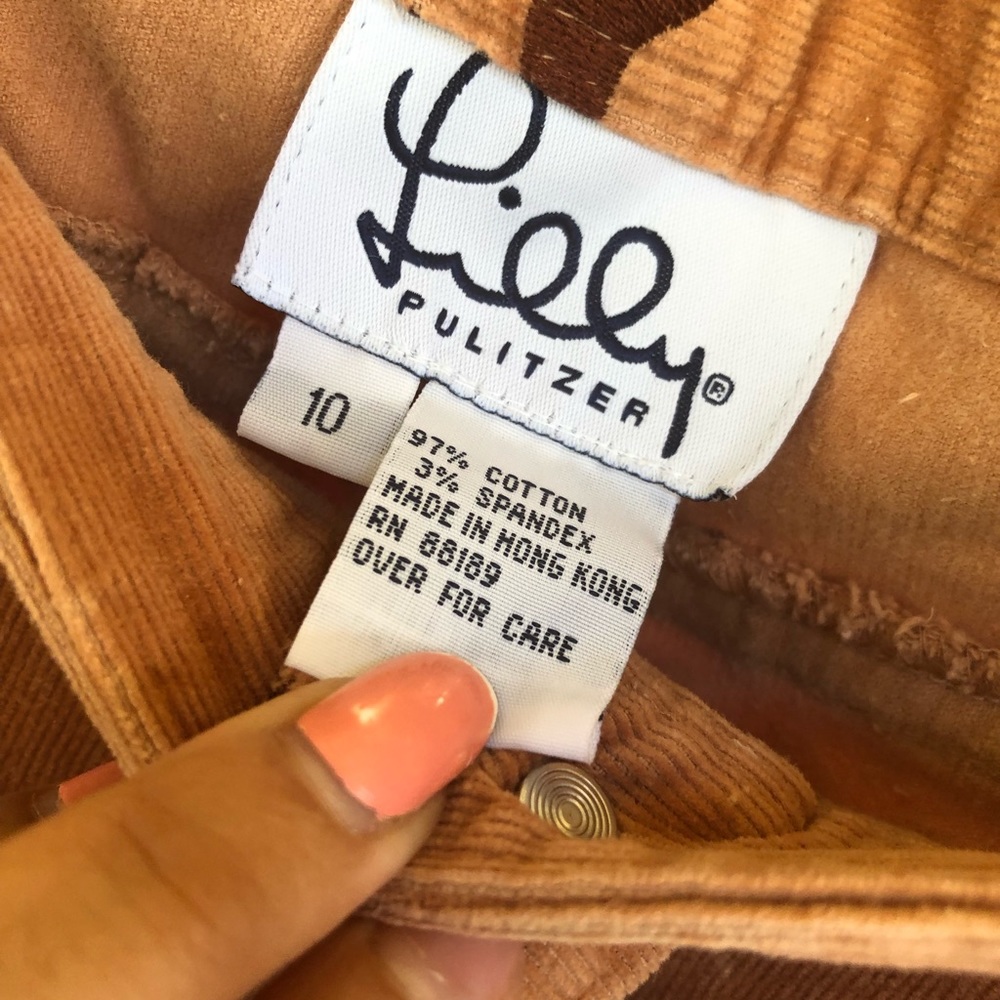 Lilly®
PULITZER
10
97% COTTON
3% SPANDEX
MADE IN HONG KONG
RN 88189
OVER FOR CARE